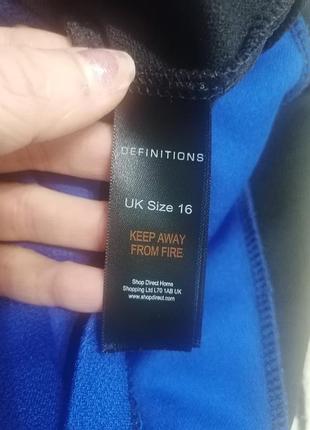 DEFINITIONS
UK Size 16
KEEP AWAY
FROM FIRE
Shop Direct Home
Shopping Ltd L70 1AB UK
www.shopdirect.com